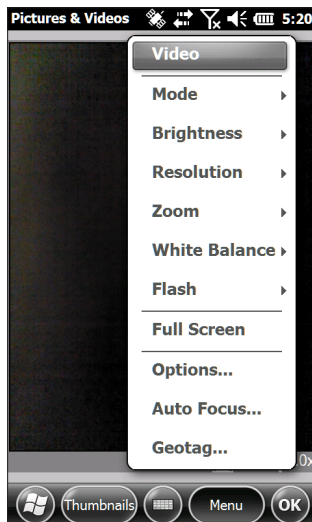 Pictures & Videos 5:20
Video
Mode
Brightness
Resolution
Zoom
White Balance
Flash
Full Screen
Options...
Auto Focus...
Geotag...
.0x
Thumbnails Menu OK